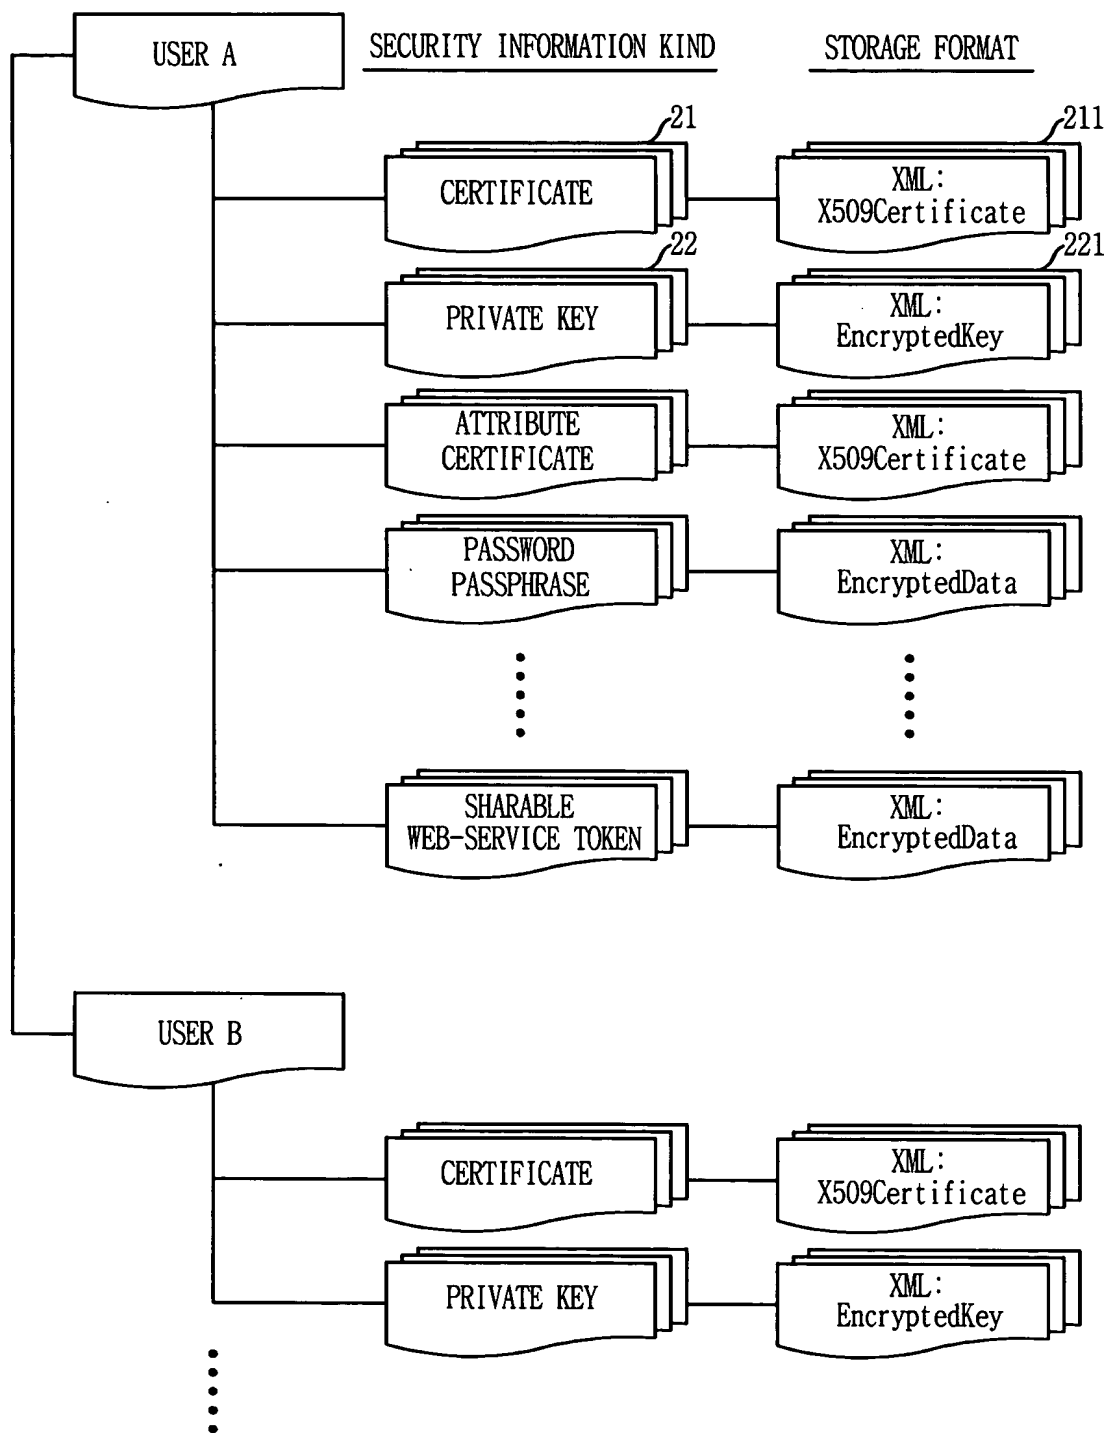 USER A
SECURITY INFORMATION KIND
STORAGE FORMAT
21
211
CERTIFICATE
XML:
X509Certificate
22
221
PRIVATE KEY
XML:
EncryptedKey
ATTRIBUTE
CERTIFICATE
XML:
X509Certificate
PASSWORD
PASSPHRASE
XML:
EncryptedData
SHARABLE
WEB-SERVICE TOKEN
XML:
EncryptedData
USER B
CERTIFICATE
XML:
X509Certificate
PRIVATE KEY
XML:
EncryptedKey